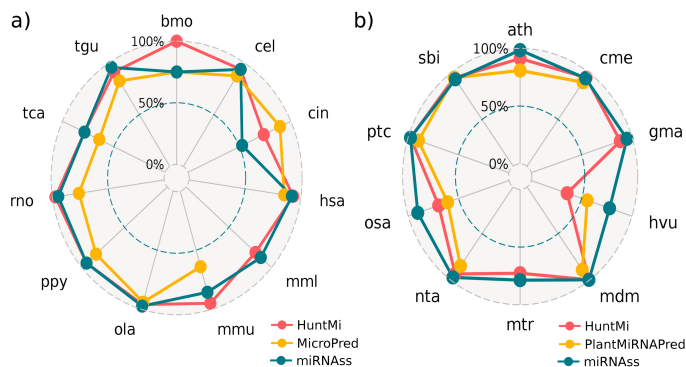 a)
bmo
cel
cin
hsa
mml
mmu
ola
ppy
rno
tca
tgu
100%
50%
0%
HuntMi
MicroPred
miRNAss
b)
ath
cme
gma
hvu
mdm
mtr
nta
osa
ptc
sbi
100%
50%
0%
HuntMi
PlantMiRNAPred
miRNAss